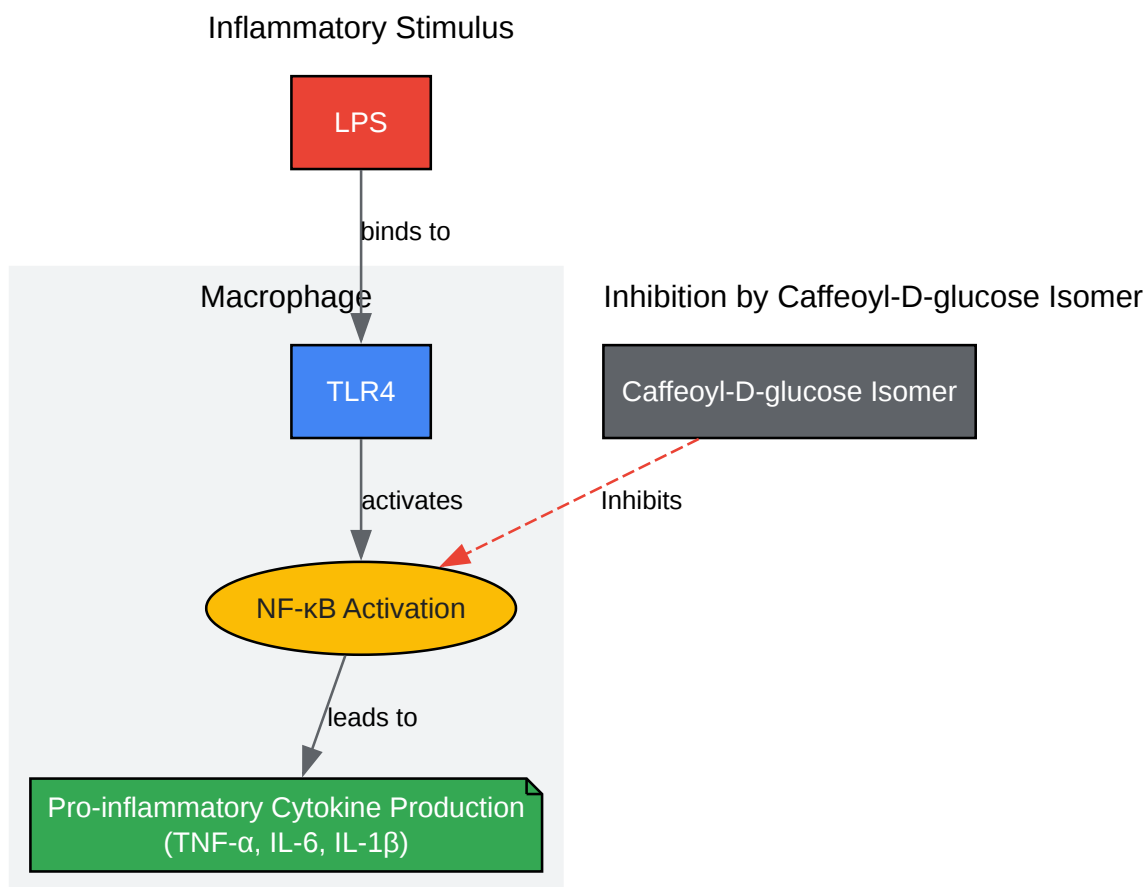 Inflammatory Stimulus
LPS
binds to
Macrophage
Inhibition by Caffeoyl-D-glucose Isomer
TLR4
Caffeoyl-D-glucose Isomer
activates
Inhibits
NF-κB Activation
leads to
Pro-inflammatory Cytokine Production
(TNF-α, IL-6, IL-1β)